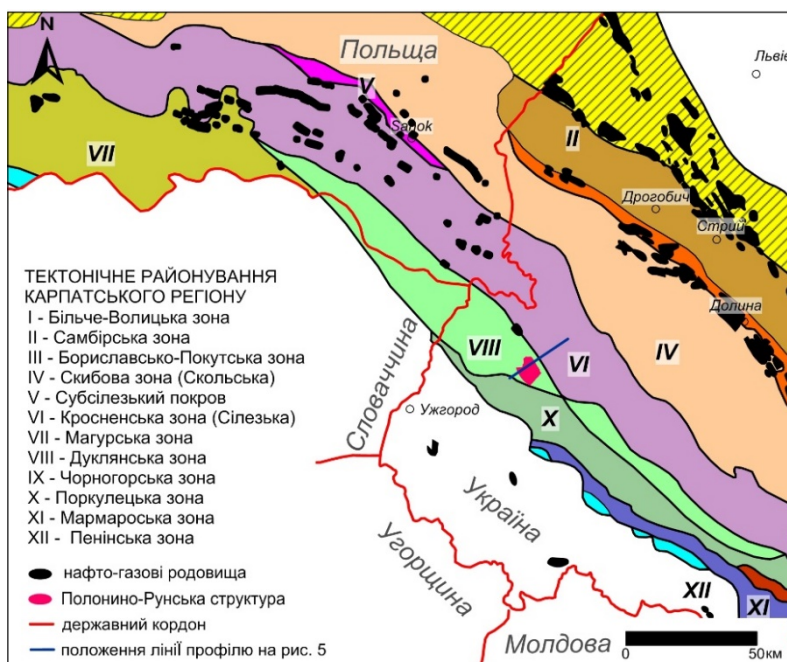 N
Польща
Львів
V
Sanok
II
VII
Дрогобич
Стрий
ТЕКТОНІЧНЕ РАЙОНУВАННЯ
КАРПАТСЬКОГО РЕГІОНУ
I - Більче-Волицька зона
II - Самбірська зона
III - Бориславсько-Покутська зона
IV - Скибова зона (Скольська)
V - Субсілезький покров
VI - Кросненська зона (Сілезька)
VII - Магурська зона
VIII - Дуклянська зона
IX - Чорногорська зона
X - Поркулецька зона
XI - Мармароська зона
XII - Пенінська зона
нафто-газові родовища
Полонино-Рунська структура
державний кордон
положення лінії профілю на рис. 5
Долина
VIII
VI
IV
Словаччина
Ужгород
X
Україна
Угорщина
XII
XI
Молдова
0
50км